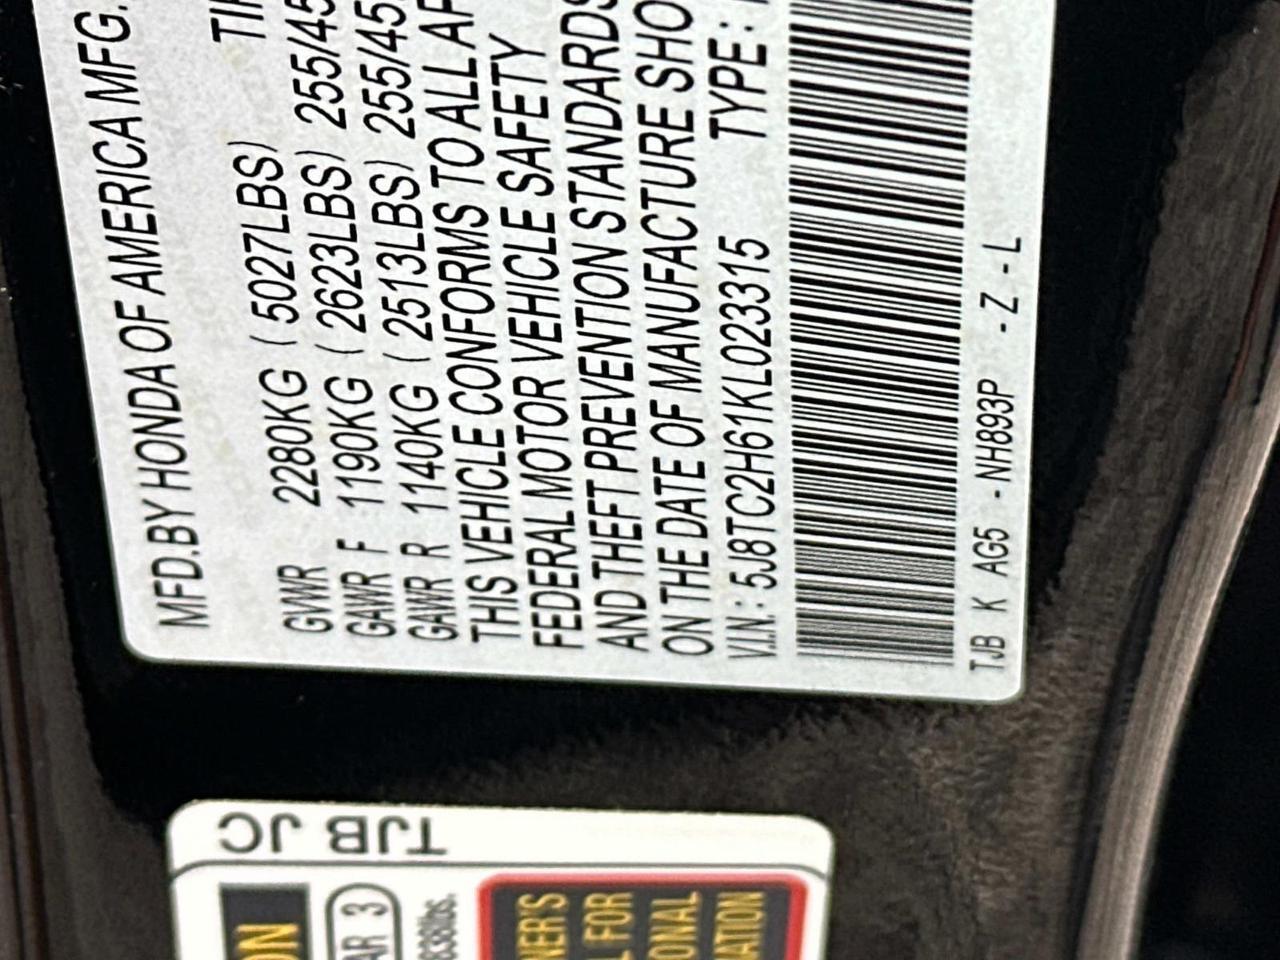 MFD.BY HONDA OF AMERICA MFG.
GVWR 2280KG ( 5027LBS)
GAWR F 1190KG ( 2623LBS) 255/45
GAWR R 1140KG ( 2513LBS) 255/45
THIS VEHICLE CONFORMS TO ALL
FEDERAL MOTOR VEHICLE SAFETY
AND THEFT PREVENTION STANDARDS
ON THE DATE OF MANUFACTURE SHO
V.I.N.: 5J8TC2H61KL023315 TYPE:
TJB K AG5 - NH893P - Z - L
TJB JC